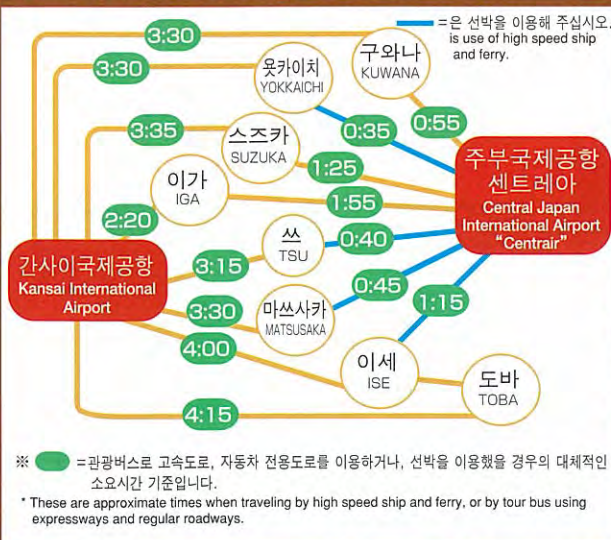 =은 선박을 이용해 주십시오.
is use of high speed ship
and ferry.
3:30
구와나
KUWANA
3:30
욧카이치
YOKKAICHI
0:35
0:55
3:35
스즈카
SUZUKA
1:25
주부국제공항
센트레아
Central Japan
International Airport
"Centrair"
이가
IGA
1:55
2:20
쓰
TSU
0:40
간사이국제공항
Kansai International
Airport
3:15
0:45
3:30
마쓰사카
MATSUSAKA
1:15
4:00
이세
ISE
도바
TOBA
4:15
※ =관광버스로 고속도로, 자동차 전용도로를 이용하거나, 선박을 이용했을 경우의 대체적인
소요시간 기준입니다.
* These are approximate times when traveling by high speed ship and ferry, or by tour bus using
expressways and regular roadways.